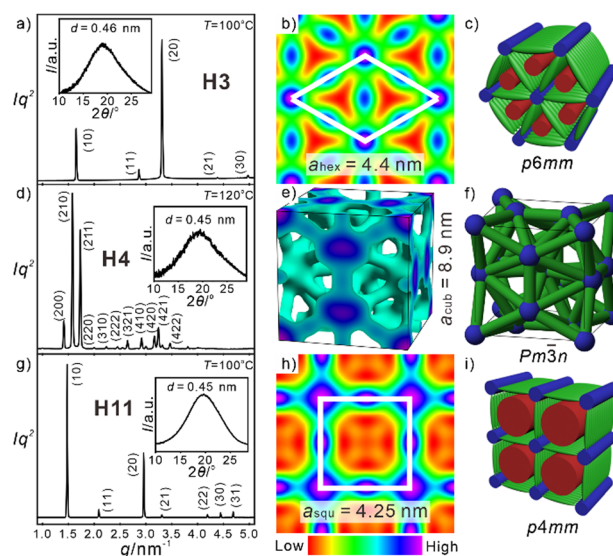 a)
T=100°C
d = 0.46 nm
I/a.u.
10 15 20 25
2θ/°
Iq²
H3
(10)
(11)
(20)
(21)
(30)
b)
a_hex = 4.4 nm
c)
p6mm
d)
T=120°C
(210)
(211)
d = 0.45 nm
I/a.u.
10 15 20 25
2θ/°
Iq²
H4
(200)
(220)
(310)
(222)
(321)
(410)
(420)
(421)
(422)
e)
a_cub = 8.9 nm
f)
Pm3̄n
g)
T=100°C
(10)
d = 0.45 nm
I/a.u.
10 15 20 25
2θ/°
Iq²
H11
(11)
(20)
(21)
(22)
(30)
(31)
1.0 1.5 2.0 2.5 3.0 3.5 4.0 4.5 5.0
q/nm⁻¹
h)
a_squ = 4.25 nm
Low High
i)
p4mm